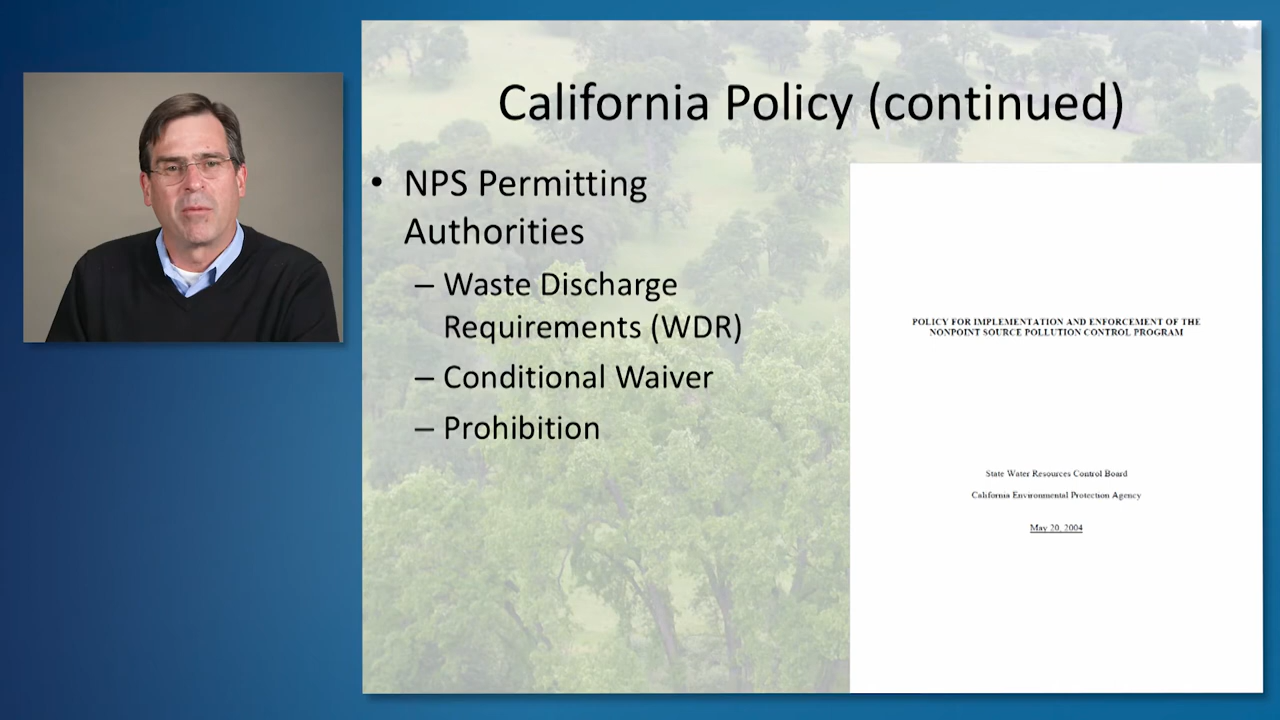 California Policy (continued)
• NPS Permitting
Authorities
– Waste Discharge
Requirements (WDR)
– Conditional Waiver
– Prohibition
POLICY FOR IMPLEMENTATION AND ENFORCEMENT OF THE
NONPOINT SOURCE POLLUTION CONTROL PROGRAM
State Water Resources Control Board
California Environmental Protection Agency
May 20, 2004